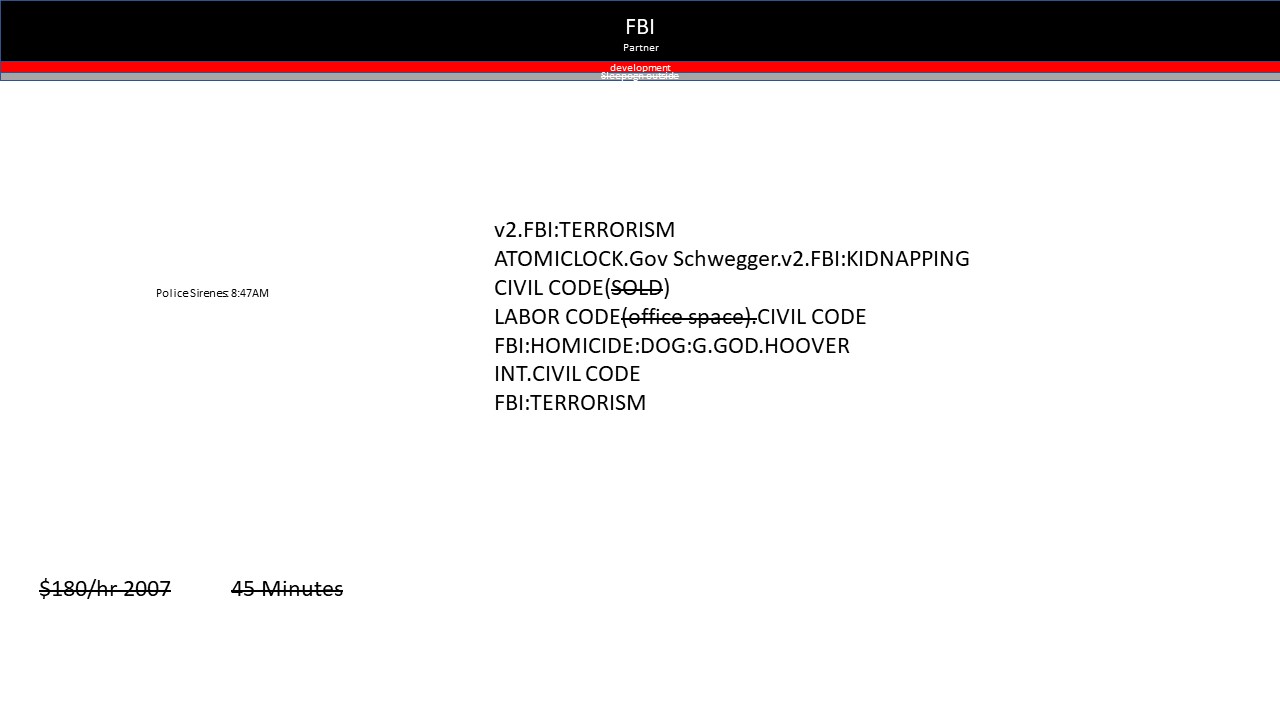 FBI
Partner
development
Sleepogn outside
v2.FBI:TERRORISM
ATOMICLOCK.Gov Schwegger.v2.FBI:KIDNAPPING
CIVIL CODE(SOLD)
Police Sirenes: 8:47AM
LABOR CODE(office space).CIVIL CODE
FBI:HOMICIDE:DOG:G.GOD.HOOVER
INT.CIVIL CODE
FBI:TERRORISM
$180/hr 2007
45 Minutes